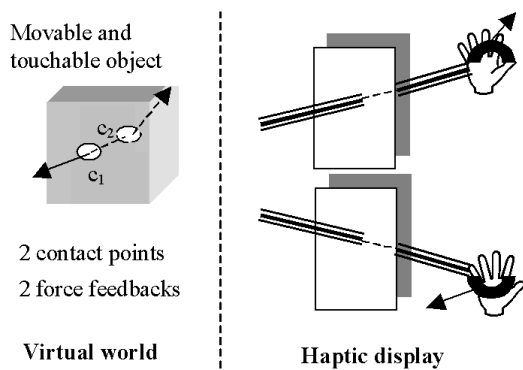 Movable and
touchable object
c2
c1
2 contact points
2 force feedbacks
Virtual world
Haptic display